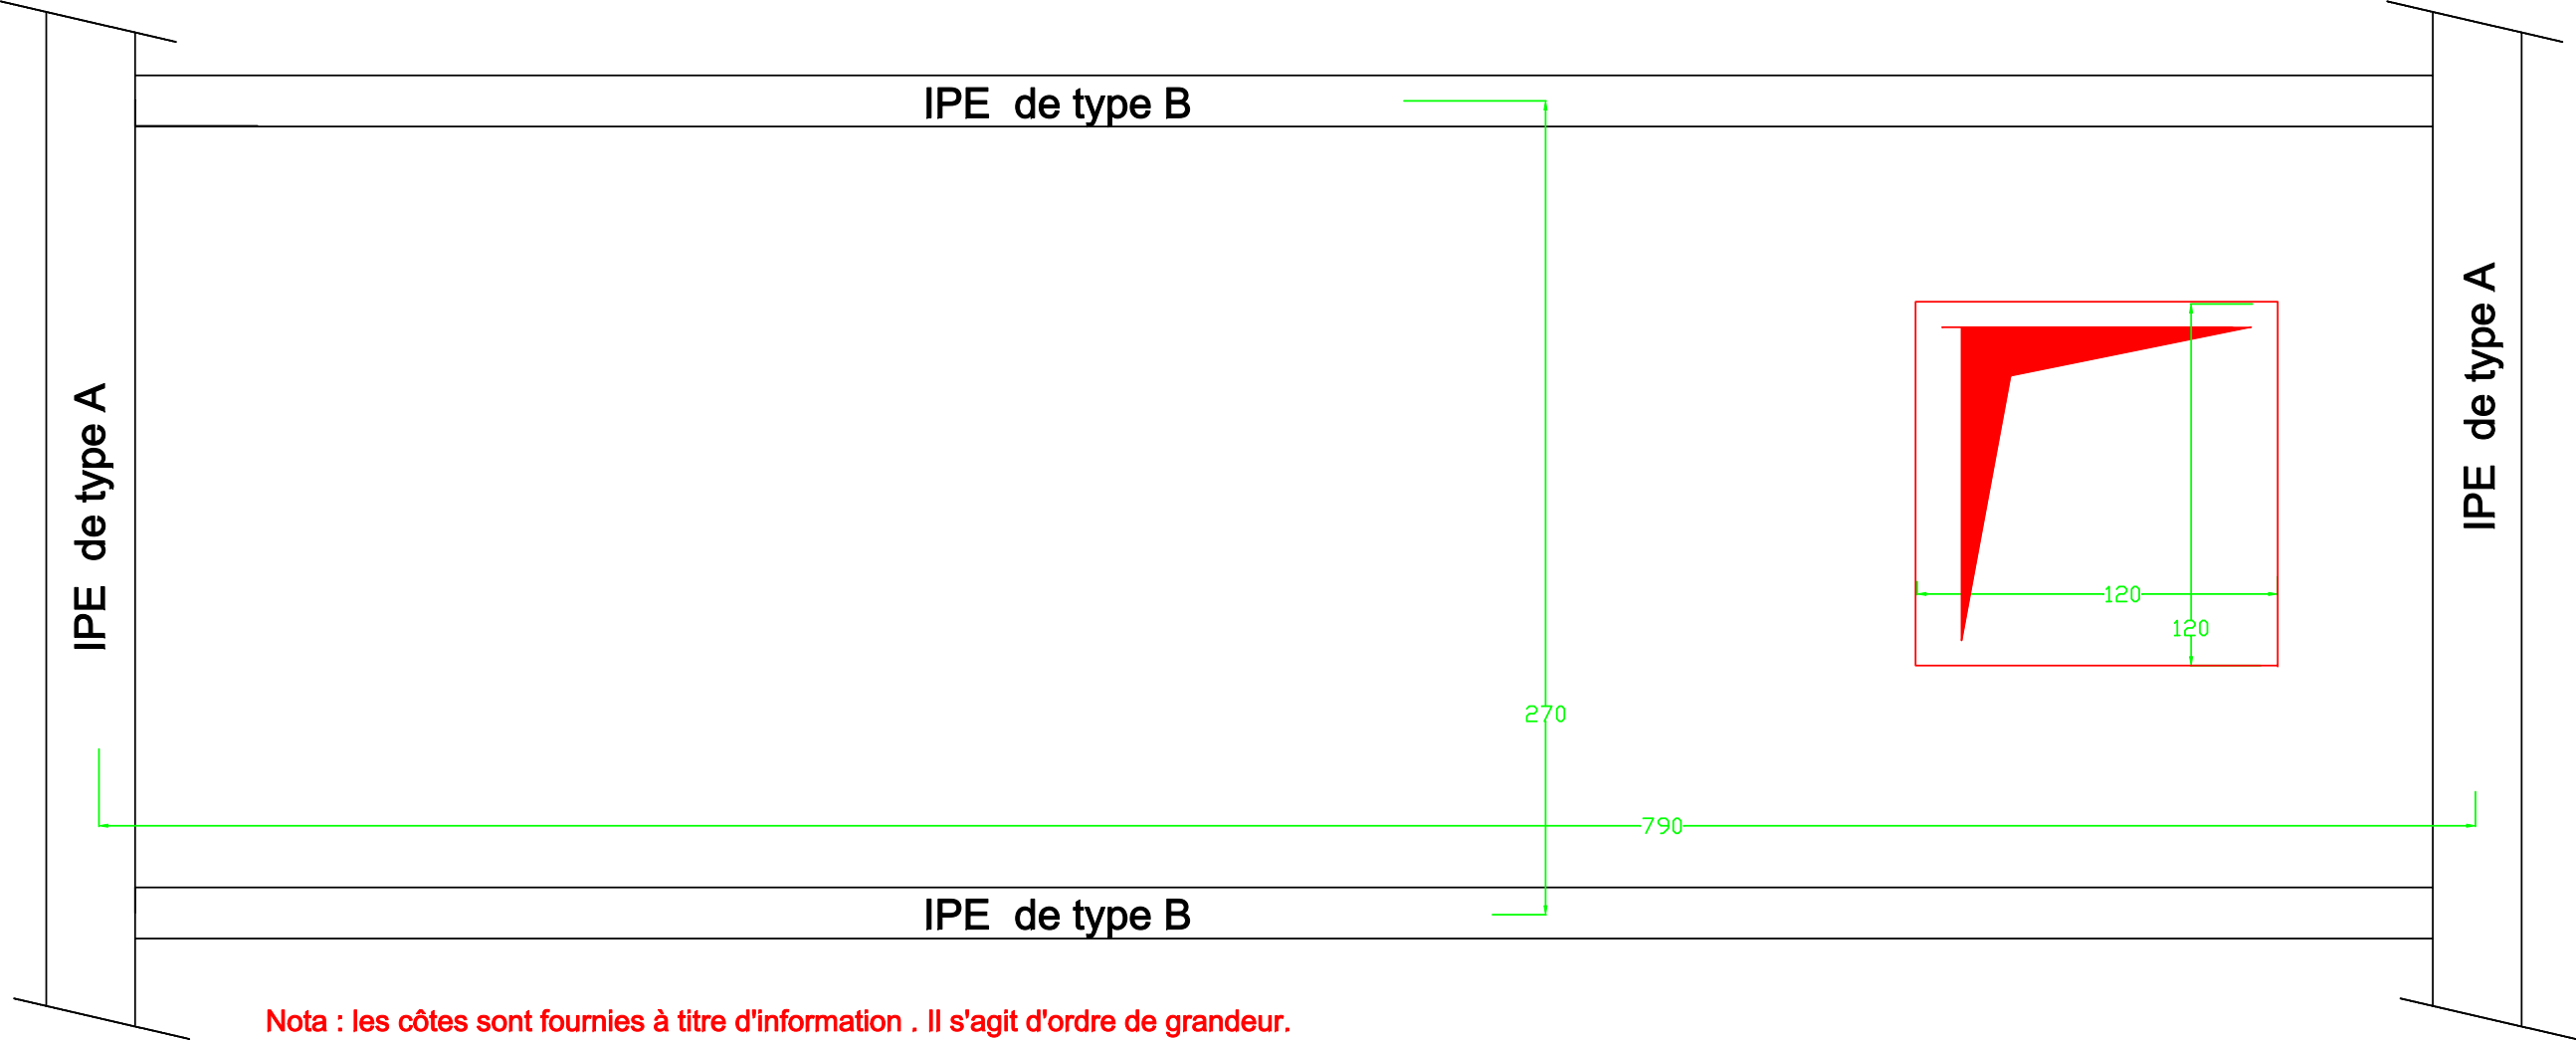 IPE de type B
IPE de type A
IPE de type A
120
120
270
790
IPE de type B
Nota : les côtes sont fournies à titre d'information . Il s'agit d'ordre de grandeur.